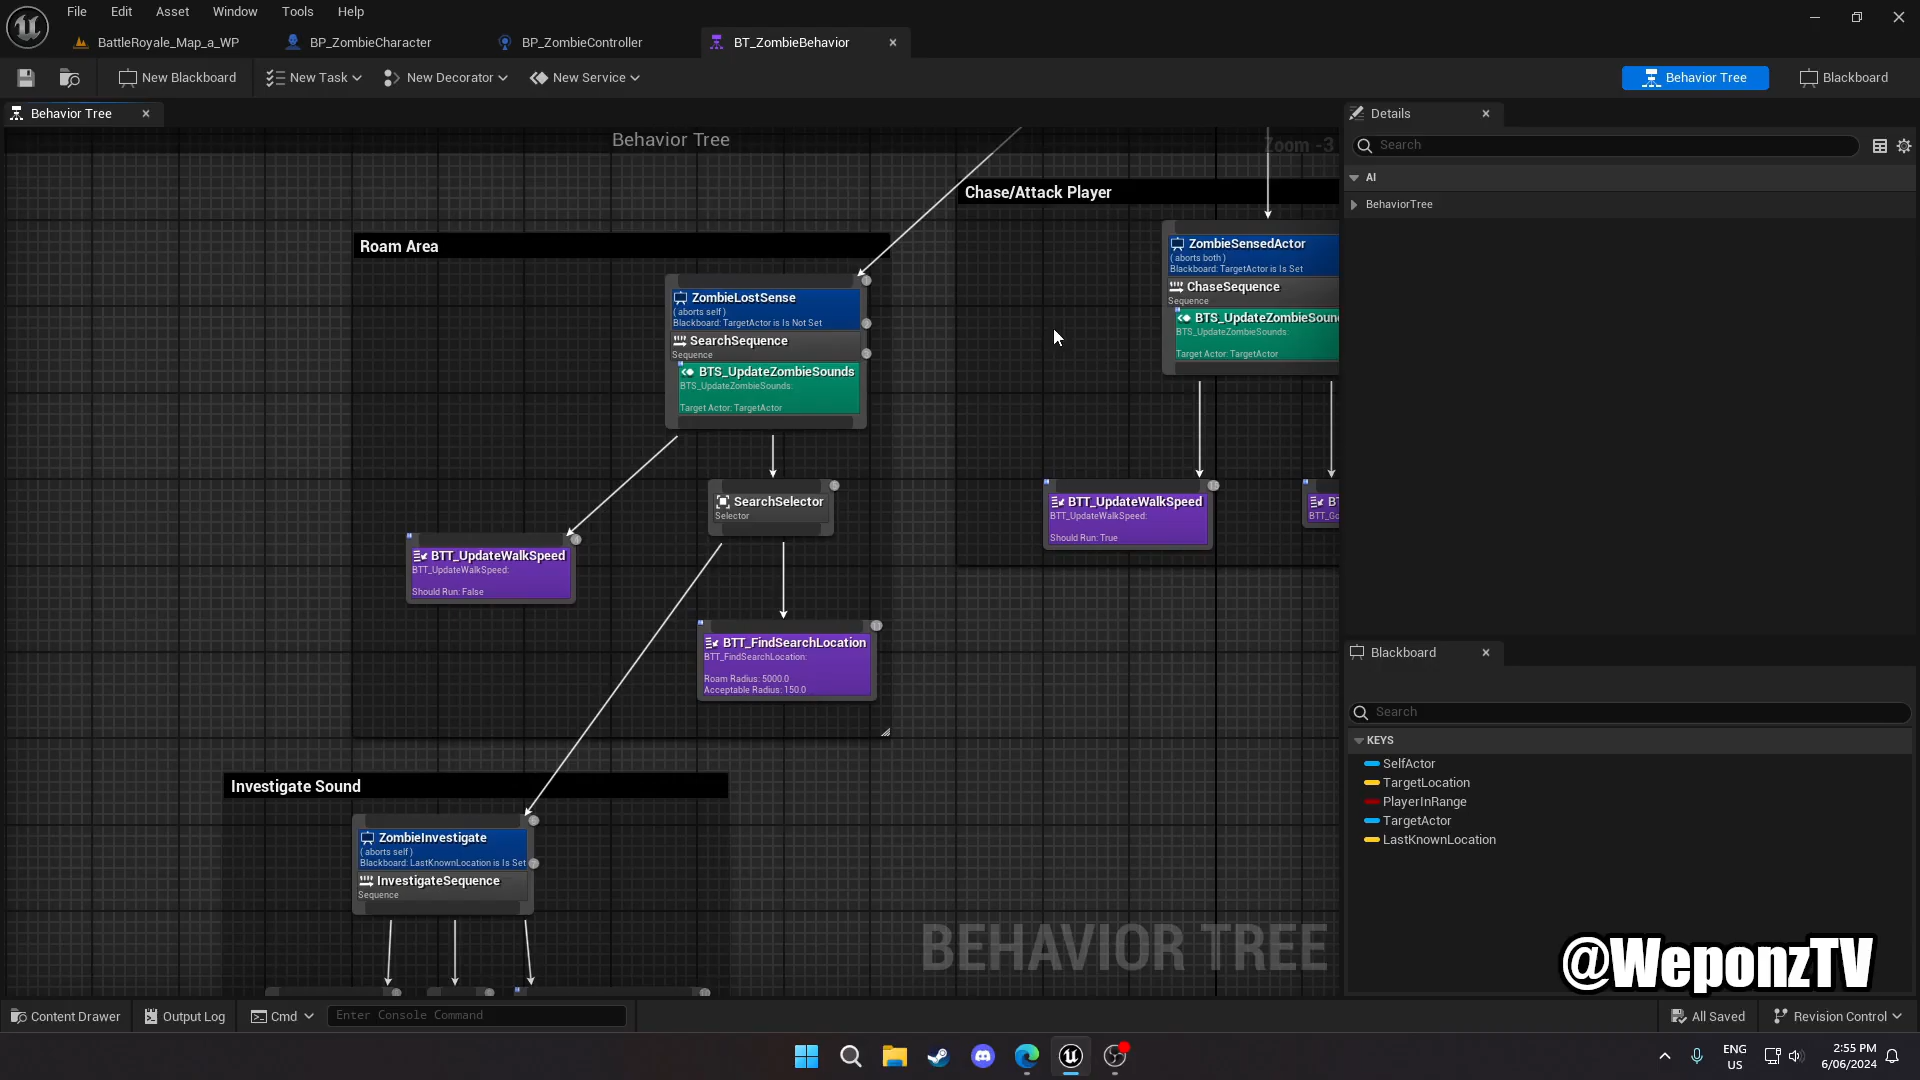 File Edit Asset Window Tools Help
BattleRoyale_Map_a_WP BP_ZombieCharacter BP_ZombieController BT_ZombieBehavior
New Blackboard New Task New Decorator New Service Behavior Tree Blackboard
Behavior Tree
Behavior Tree
Zoom -3
Chase/Attack Player
Roam Area
ZombieSensedActor
( aborts both )
Blackboard: TargetActor is Is Set
ChaseSequence
Sequence
BTS_UpdateZombieSoun
BTS_UpdateZombieSounds:
Target Actor: TargetActor
ZombieLostSense
( aborts self )
Blackboard: TargetActor is Is Not Set
SearchSequence
Sequence
BTS_UpdateZombieSounds
BTS_UpdateZombieSounds:
Target Actor: TargetActor
SearchSelector
Selector
BTT_UpdateWalkSpeed
BTT_UpdateWalkSpeed:
Should Run: True
BT
BTT_Go
BTT_UpdateWalkSpeed
BTT_UpdateWalkSpeed:
Should Run: False
BTT_FindSearchLocation
BTT_FindSearchLocation:
Roam Radius: 5000.0
Acceptable Radius: 150.0
Investigate Sound
ZombieInvestigate
( aborts self )
Blackboard: LastKnownLocation is Is Set
InvestigateSequence
Sequence
BEHAVIOR TREE
Details
Search
AI
BehaviorTree
Blackboard
Search
KEYS
SelfActor
TargetLocation
PlayerInRange
TargetActor
LastKnownLocation
@WeponzTV
Content Drawer Output Log Cmd Enter Console Command All Saved Revision Control
ENG
US
2:55 PM
6/06/2024